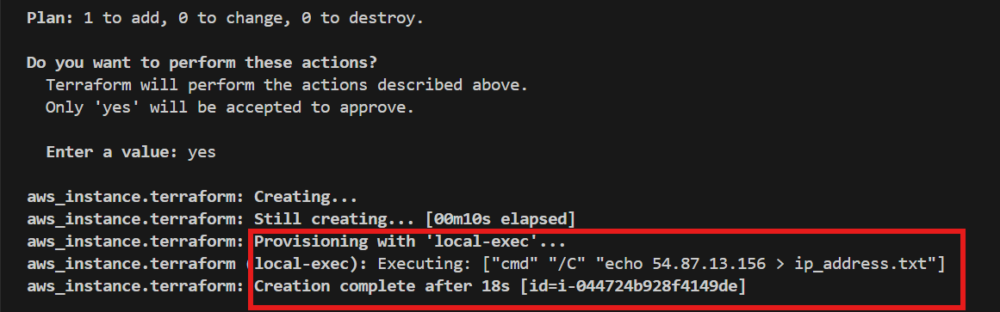 Plan: 1 to add, 0 to change, 0 to destroy.
Do you want to perform these actions?
Terraform will perform the actions described above.
Only 'yes' will be accepted to approve.
Enter a value: yes
aws_instance.terraform: Creating...
aws_instance.terraform: Still creating... [00m10s elapsed]
aws_instance.terraform: Provisioning with 'local-exec'...
aws_instance.terraform (local-exec): Executing: ["cmd" "/C" "echo 54.87.13.156 > ip_address.txt"]
aws_instance.terraform: Creation complete after 18s [id=i-044724b928f4149de]